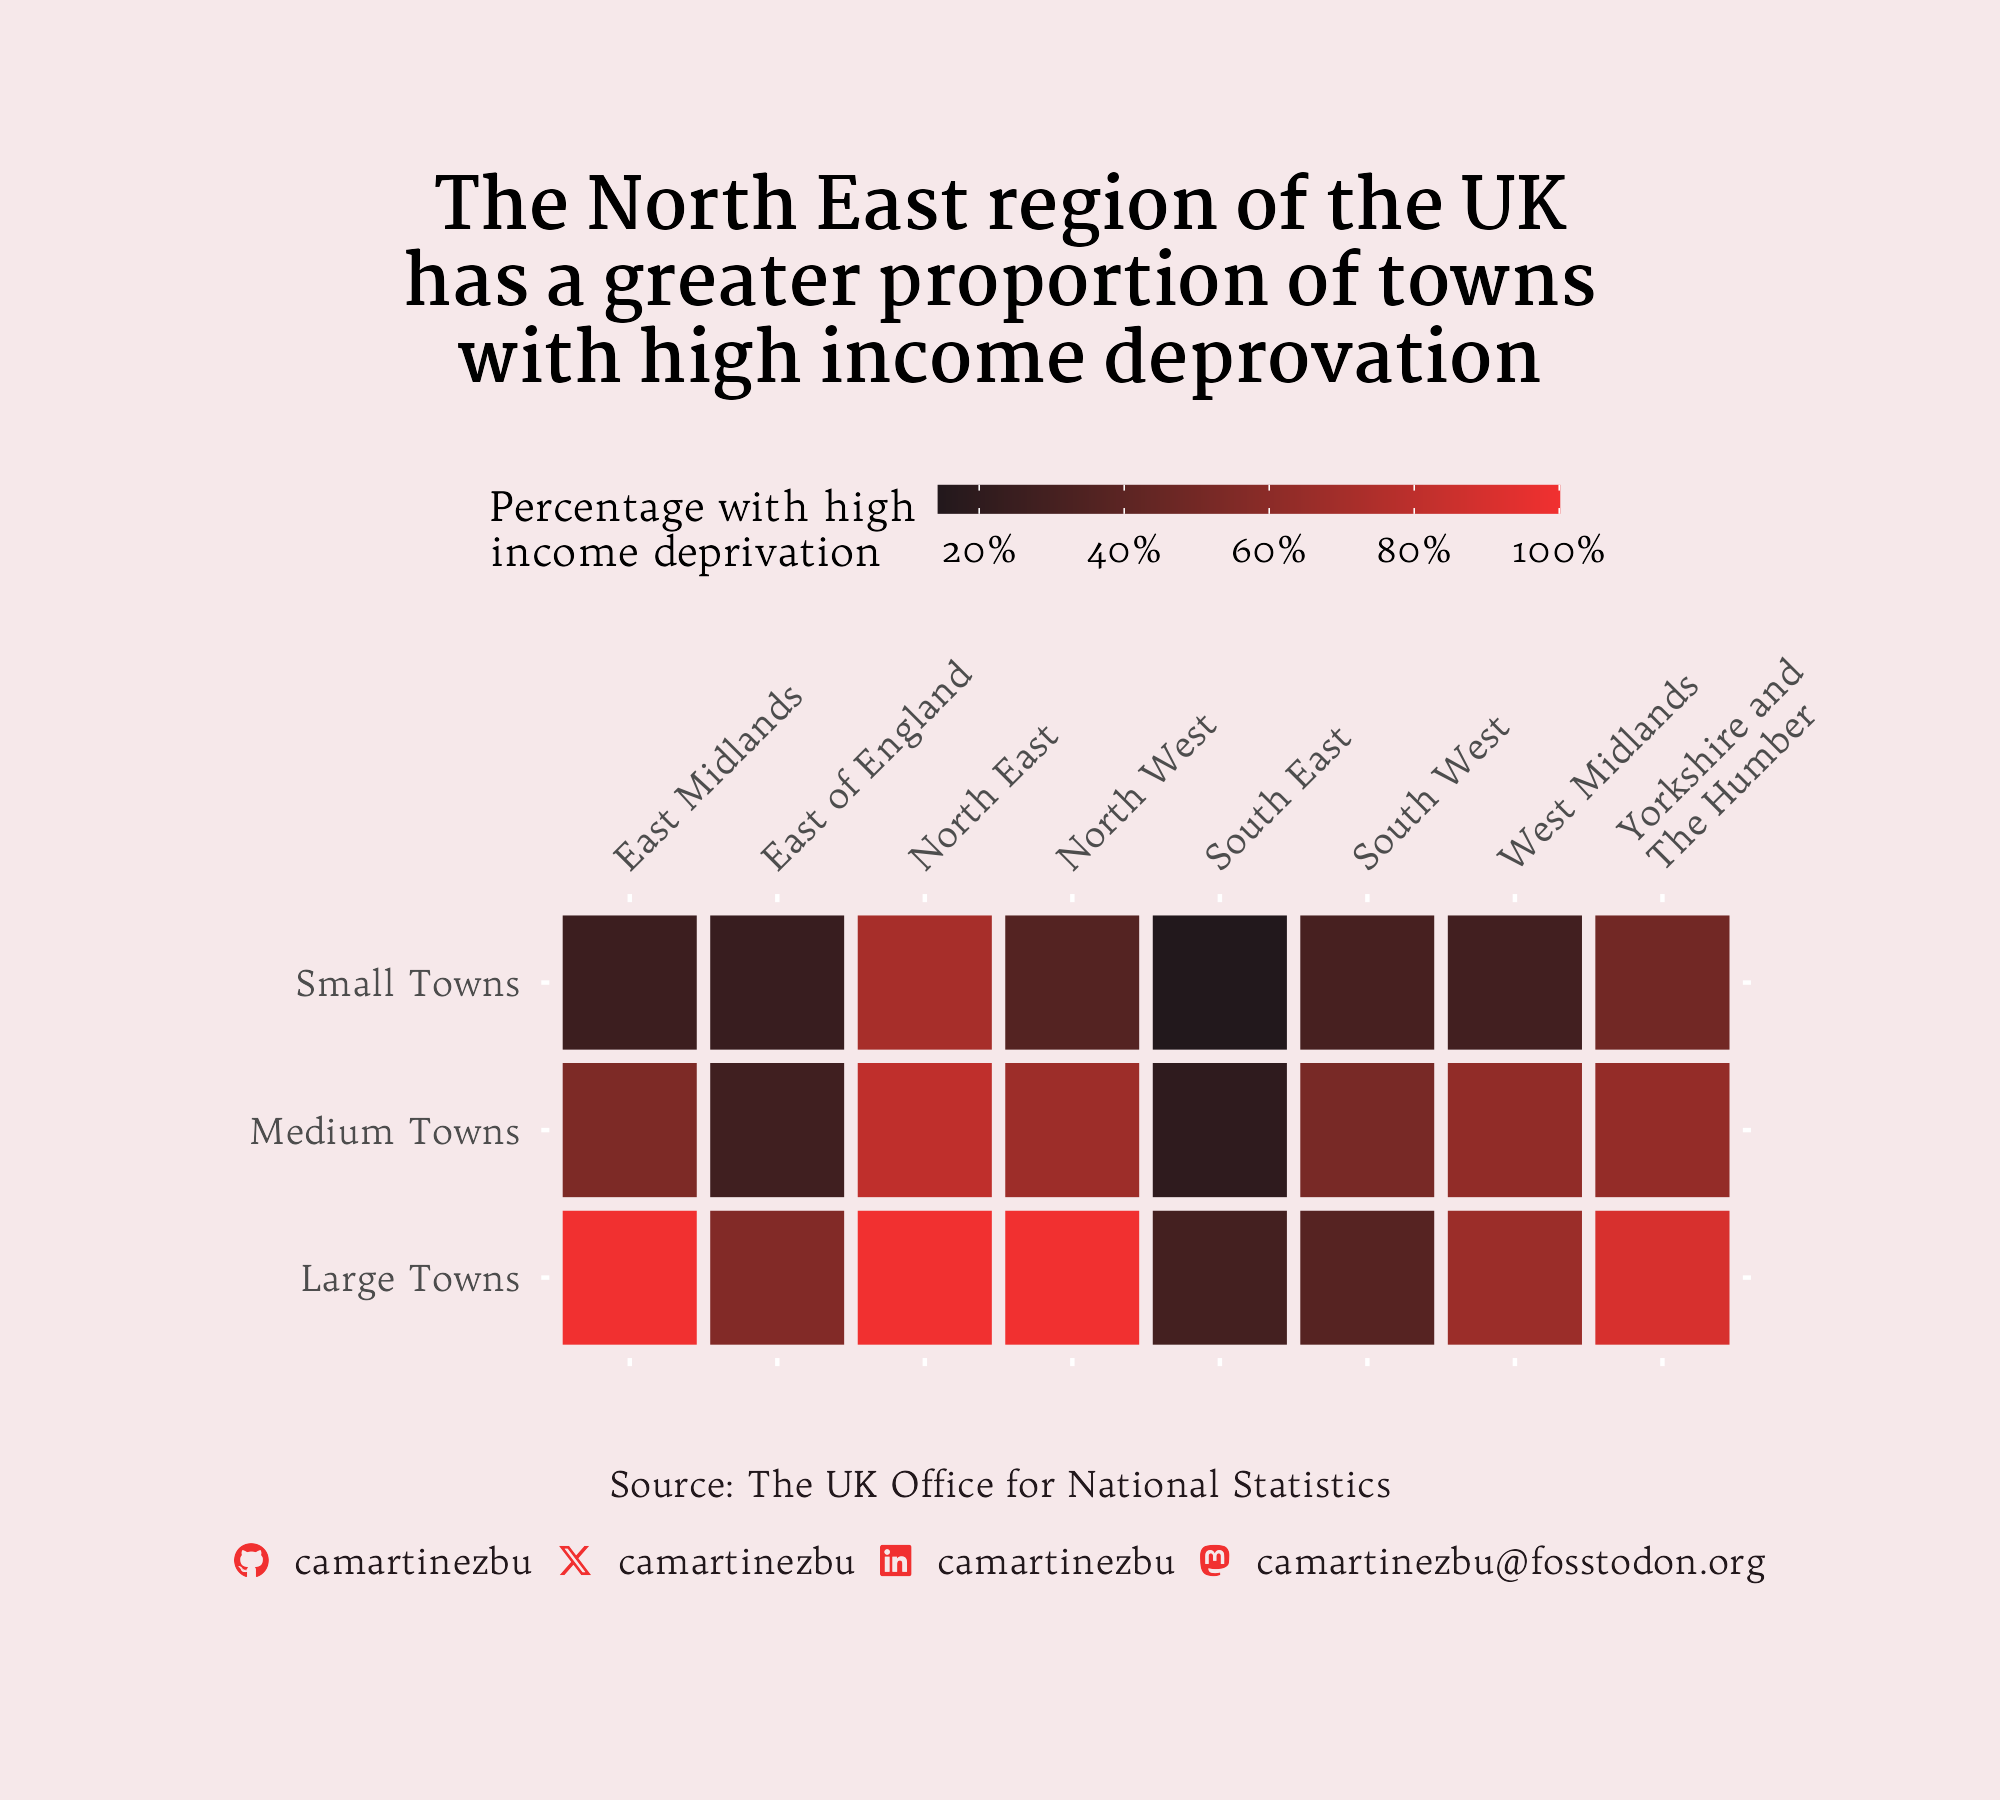 The North East region of the UK
has a greater proportion of towns
with high income deprovation
Percentage with high
income deprivation
20% 40% 60% 80% 100%
East Midlands
East of England
North East
North West
South East
South West
West Midlands
Yorkshire and
The Humber
Small Towns
Medium Towns
Large Towns
Source: The UK Office for National Statistics
camartinezbu camartinezbu camartinezbu camartinezbu@fosstodon.org